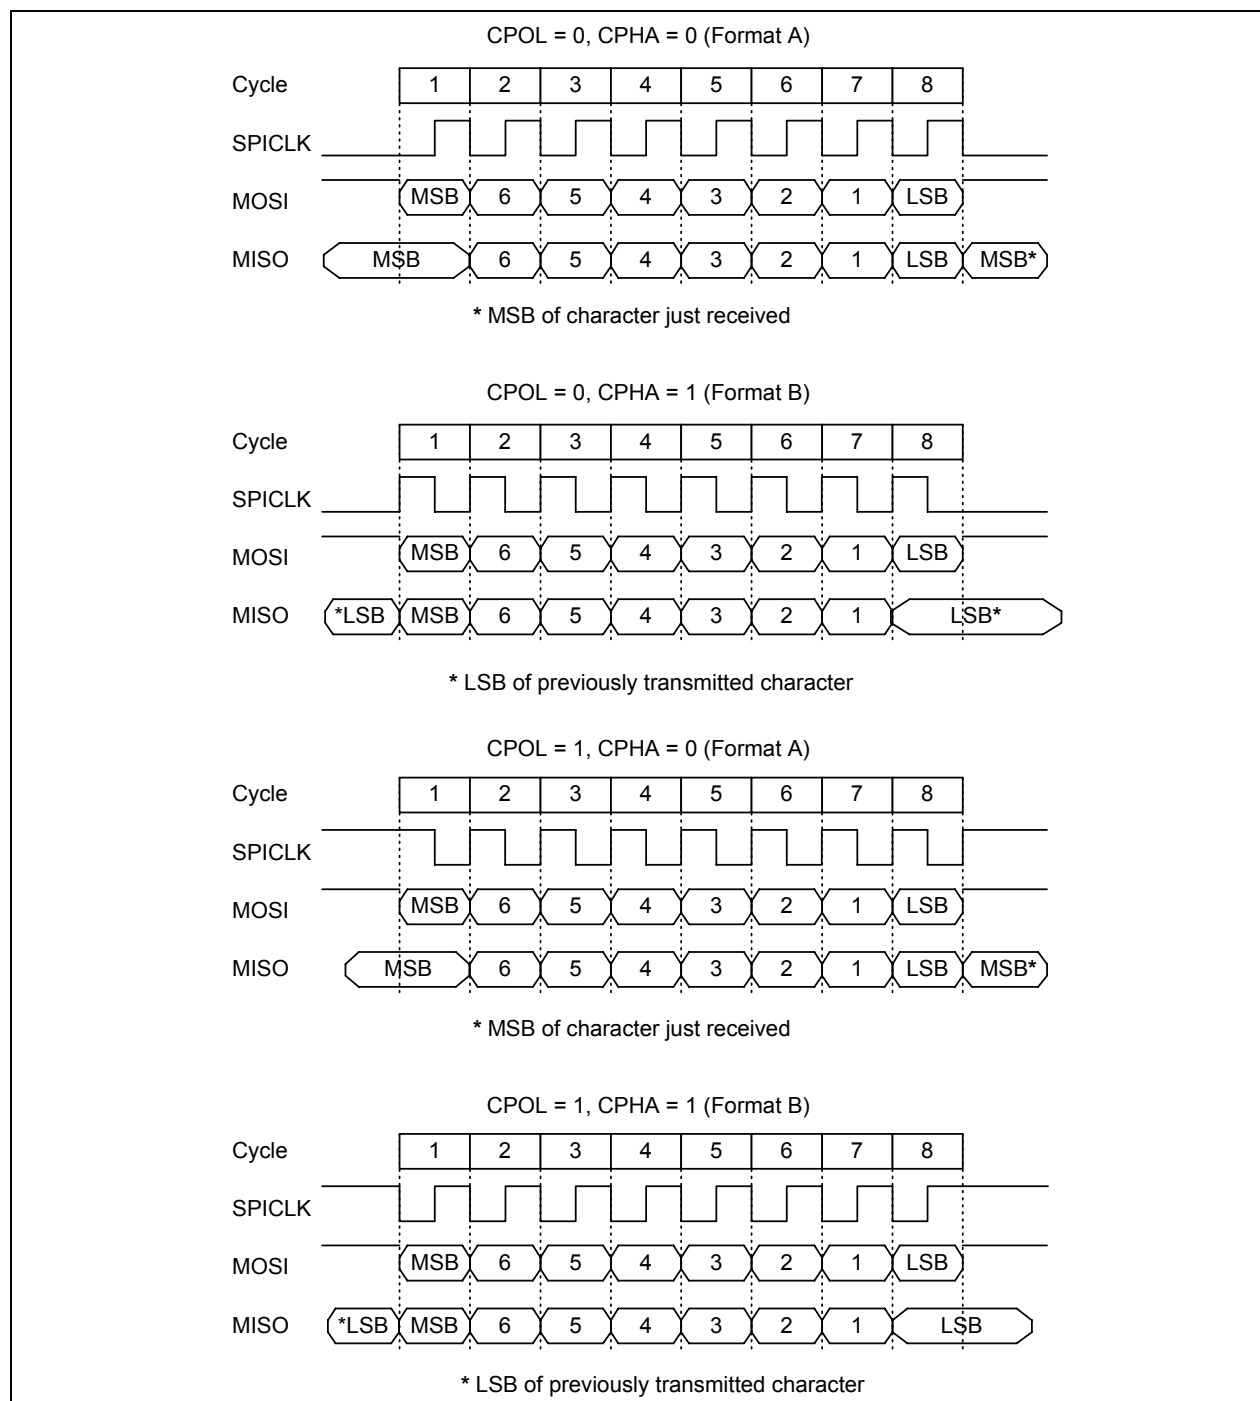 CPOL = 0, CPHA = 0 (Format A)
Cycle 1 2 3 4 5 6 7 8
SPICLK
MOSI MSB 6 5 4 3 2 1 LSB
MISO MSB 6 5 4 3 2 1 LSB MSB*
* MSB of character just received
CPOL = 0, CPHA = 1 (Format B)
Cycle 1 2 3 4 5 6 7 8
SPICLK
MOSI MSB 6 5 4 3 2 1 LSB
MISO *LSB MSB 6 5 4 3 2 1 LSB*
* LSB of previously transmitted character
CPOL = 1, CPHA = 0 (Format A)
Cycle 1 2 3 4 5 6 7 8
SPICLK
MOSI MSB 6 5 4 3 2 1 LSB
MISO MSB 6 5 4 3 2 1 LSB MSB*
* MSB of character just received
CPOL = 1, CPHA = 1 (Format B)
Cycle 1 2 3 4 5 6 7 8
SPICLK
MOSI MSB 6 5 4 3 2 1 LSB
MISO *LSB MSB 6 5 4 3 2 1 LSB
* LSB of previously transmitted character